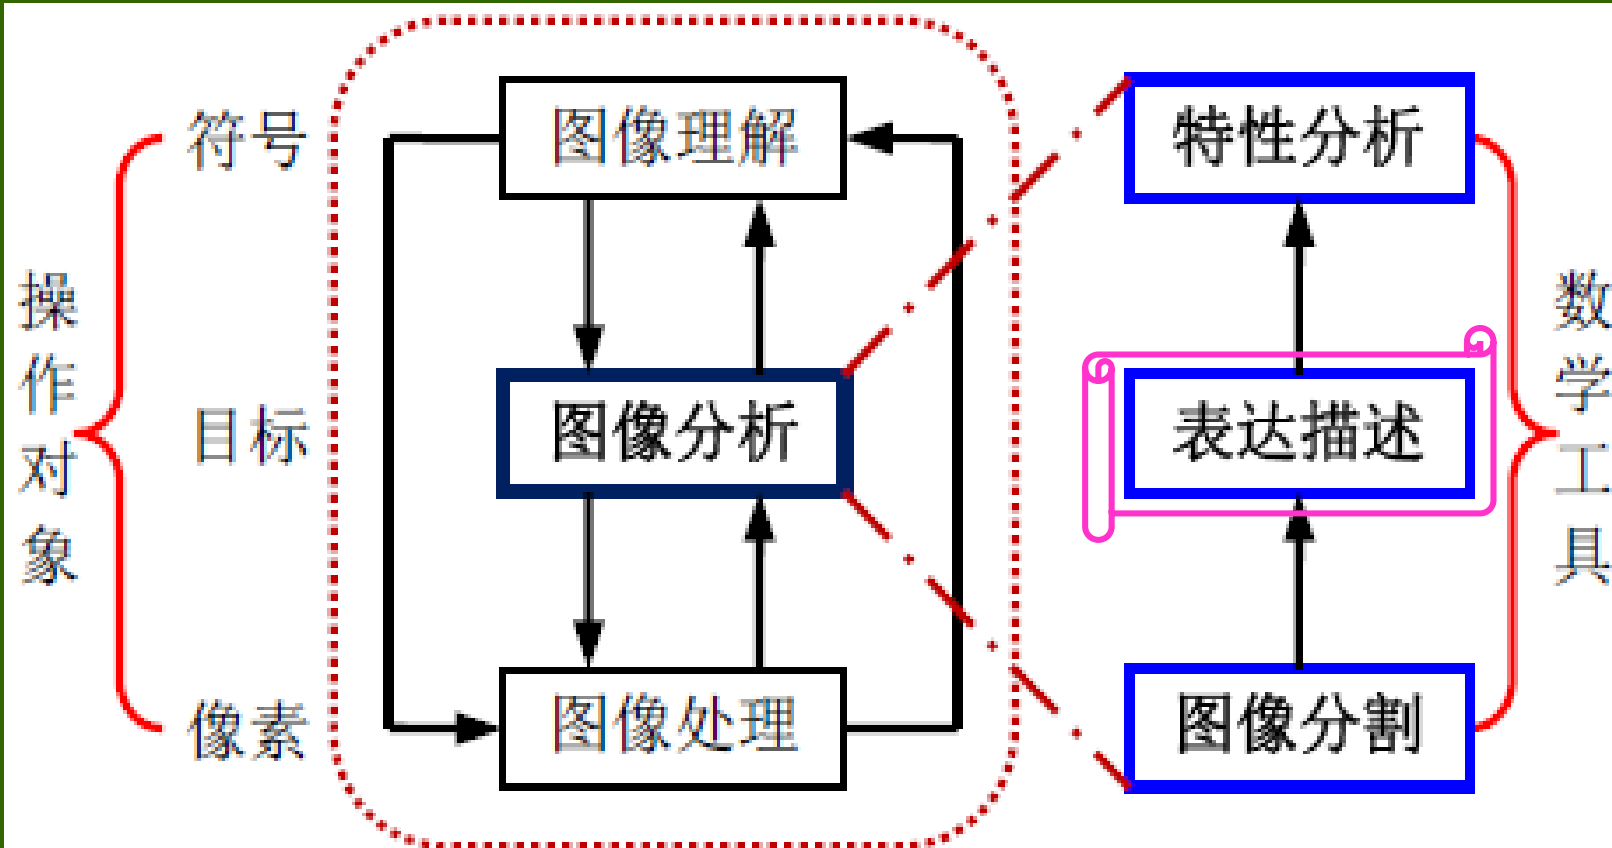 操作对象
符号
目标
像素
图像理解
图像分析
图像处理
特性分析
表达描述
图像分割
数学工具